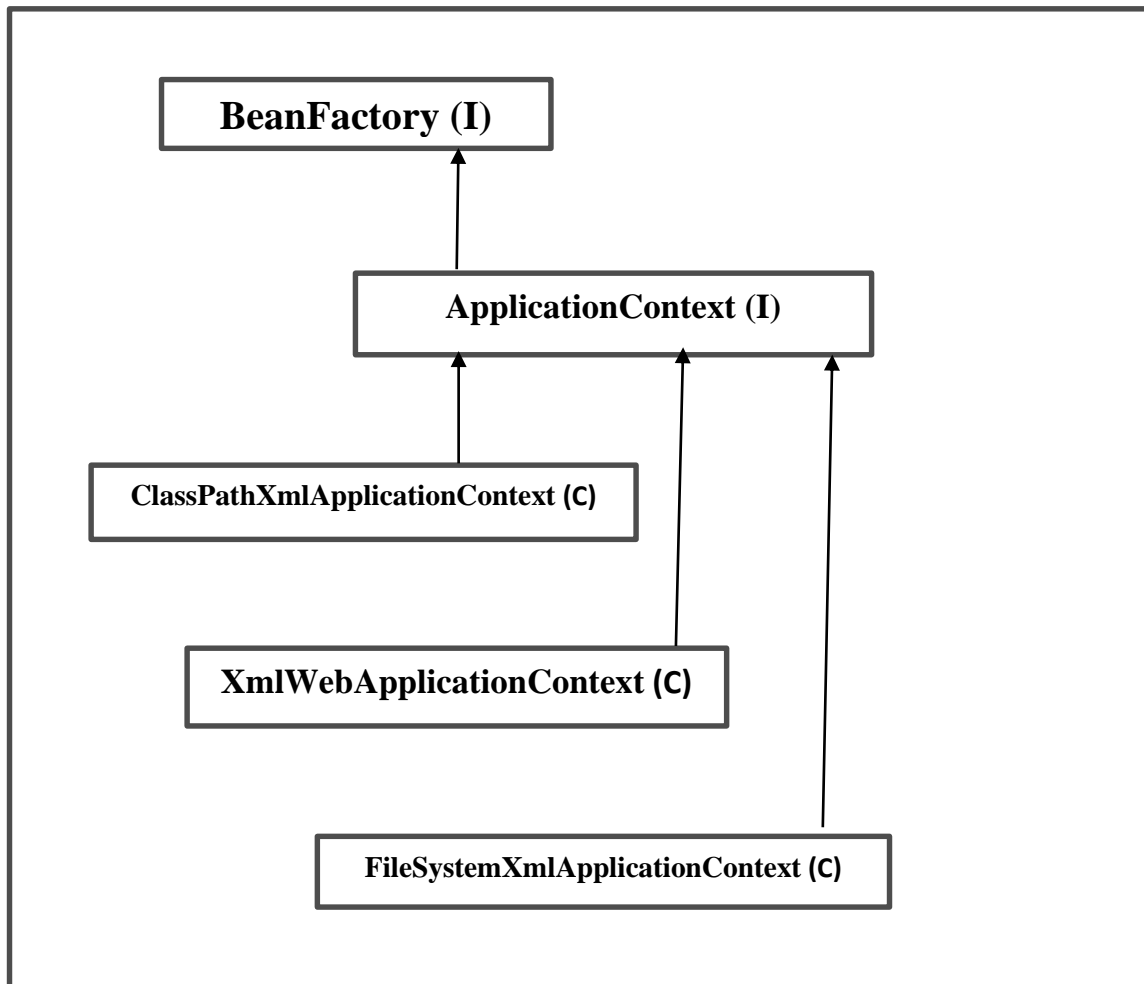 BeanFactory (I)
ApplicationContext (I)
ClassPathXmlApplicationContext (C)
XmlWebApplicationContext (C)
FileSystemXmlApplicationContext (C)